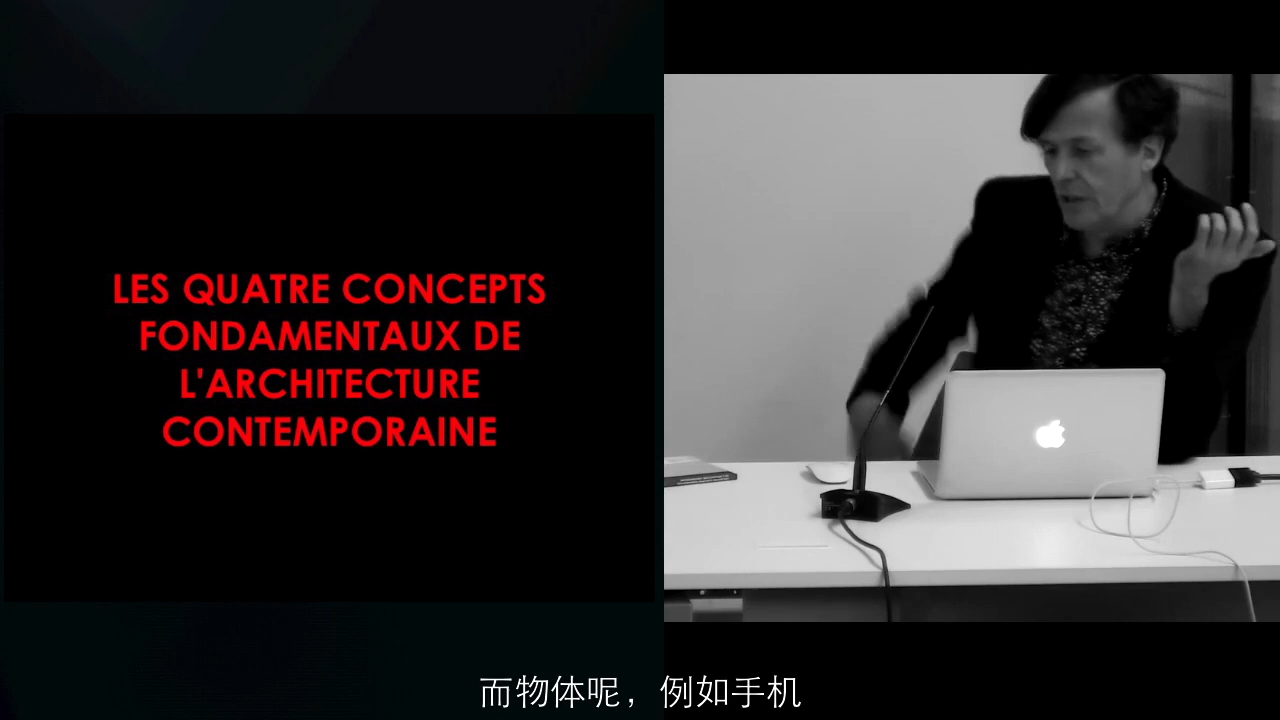 LES QUATRE CONCEPTS
FONDAMENTAUX DE
L'ARCHITECTURE
CONTEMPORAINE
而物体呢，例如手机